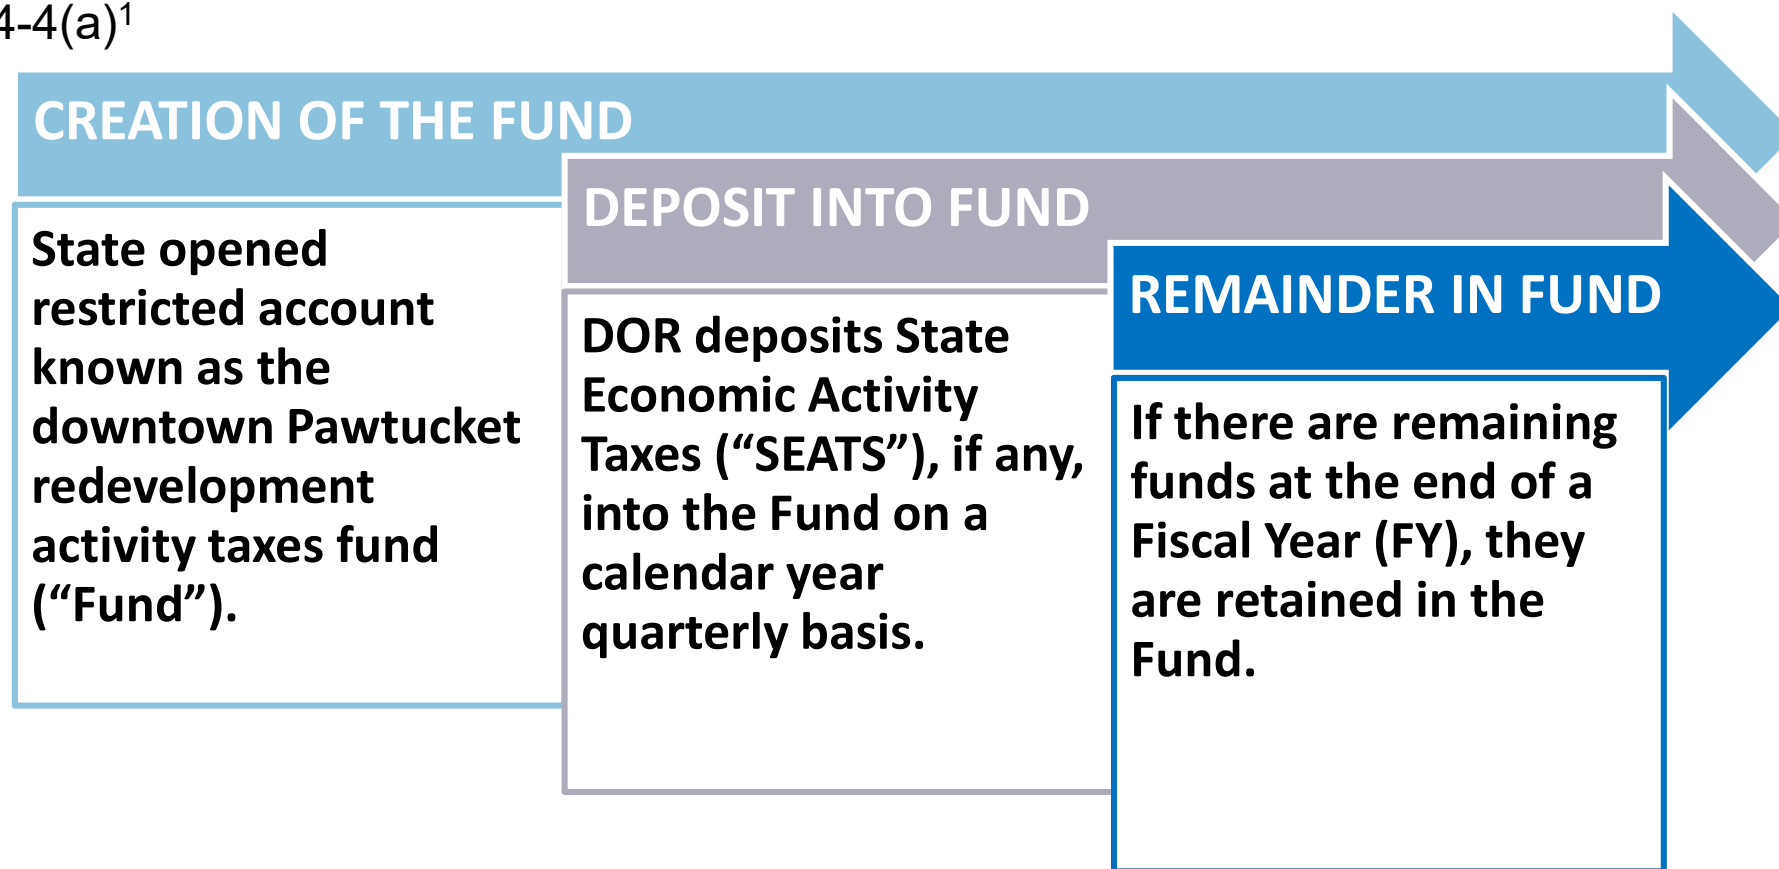 4-4(a)¹
CREATION OF THE FUND
State opened
restricted account
known as the
downtown Pawtucket
redevelopment
activity taxes fund
(“Fund”).
DEPOSIT INTO FUND
DOR deposits State
Economic Activity
Taxes (“SEATS”), if any,
into the Fund on a
calendar year
quarterly basis.
REMAINDER IN FUND
If there are remaining
funds at the end of a
Fiscal Year (FY), they
are retained in the
Fund.